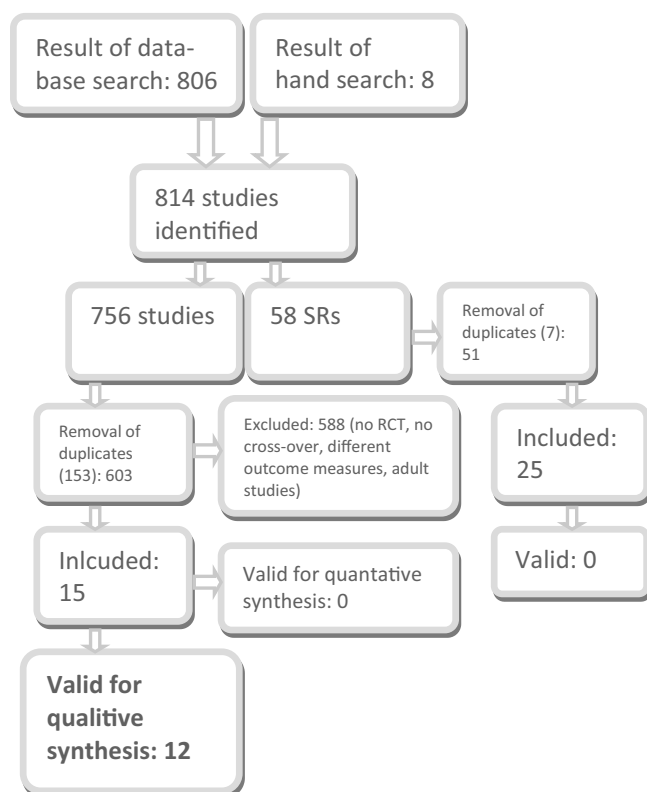 Result of data-
base search: 806
Result of
hand search: 8
814 studies
identified
756 studies
58 SRs
Removal of
duplicates (7):
51
Removal of
duplicates
(153): 603
Excluded: 588 (no RCT, no
cross-over, different
outcome measures, adult
studies)
Included:
25
Inlcuded:
15
Valid for quantative
synthesis: 0
Valid: 0
Valid for
qualitive
synthesis: 12